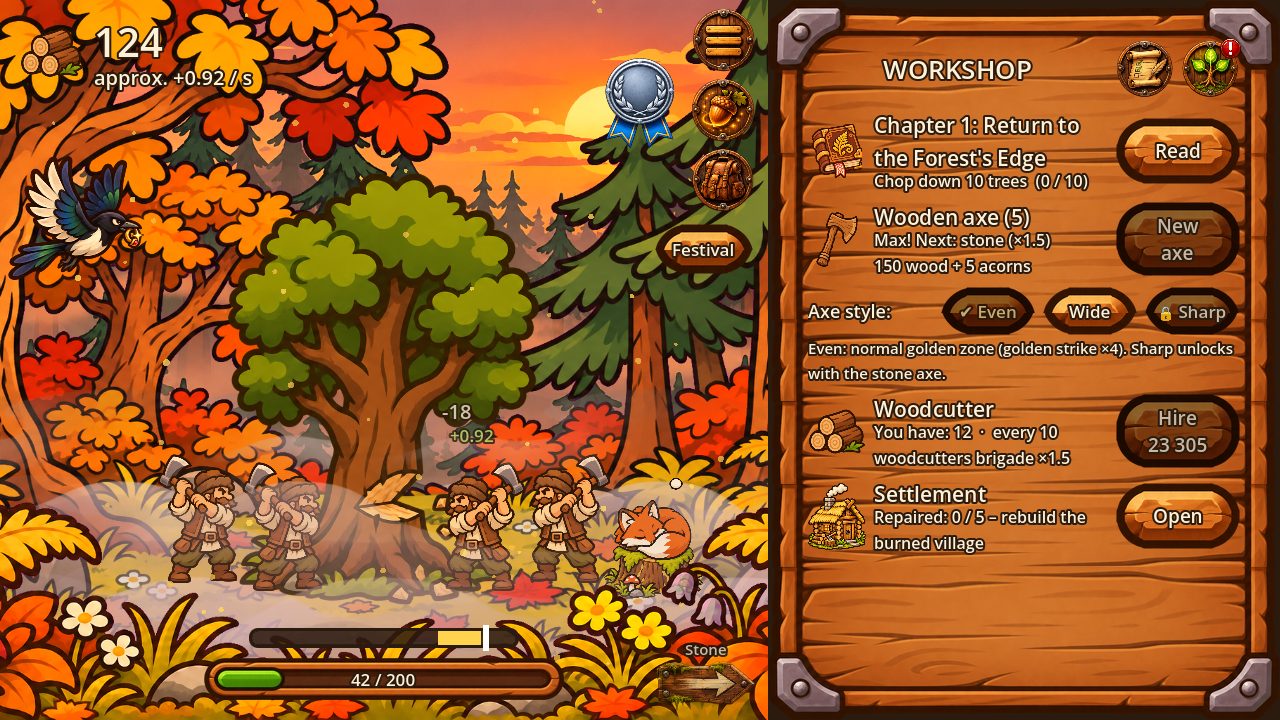 124
approx. +0.92 / s
Festival
-18
+0.92
42 / 200
Stone
WORKSHOP
Chapter 1: Return to
the Forest's Edge
Chop down 10 trees (0 / 10)
Read
Wooden axe (5)
Max! Next: stone (×1.5)
150 wood + 5 acorns
New
axe
Axe style:
✔ Even
Wide
🔒 Sharp
Even: normal golden zone (golden strike ×4). Sharp unlocks
with the stone axe.
Woodcutter
You have: 12 · every 10
woodcutters brigade ×1.5
Hire
23 305
Settlement
Repaired: 0 / 5 – rebuild the
burned village
Open